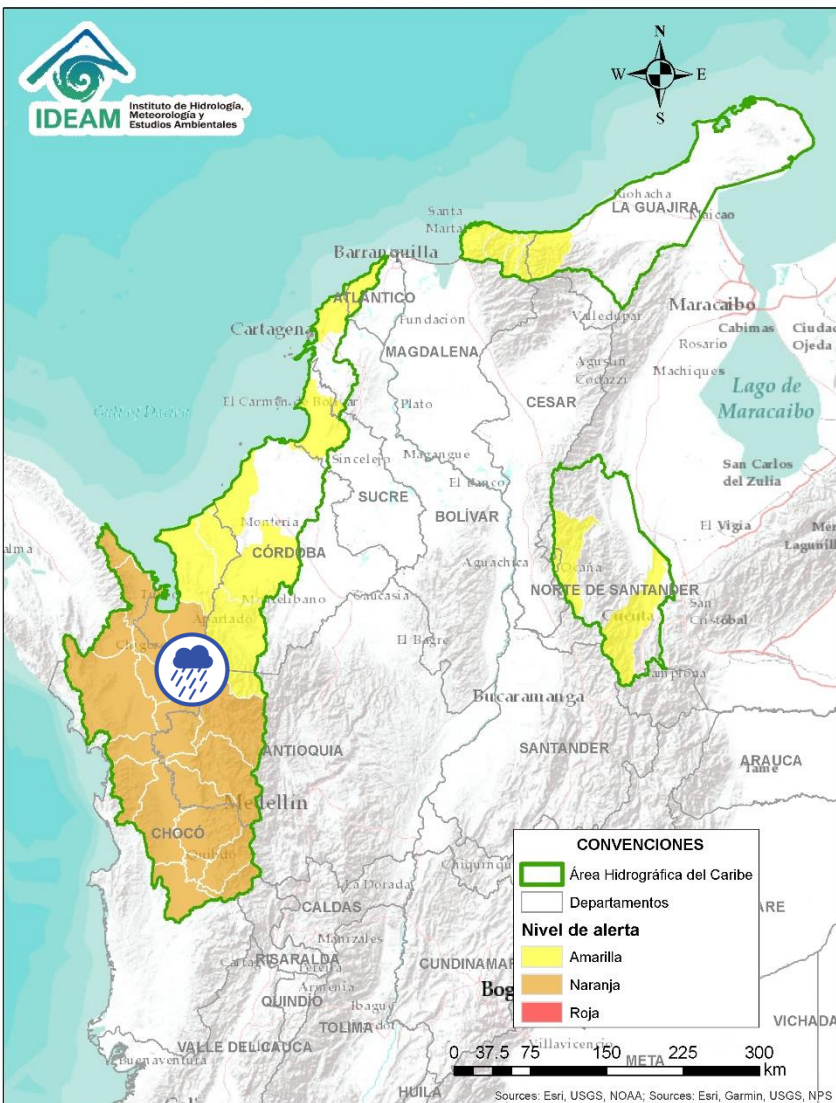 IDEAM
Instituto de Hidrología,
Meteorología y
Estudios Ambientales
N
W
E
S
Riohacha
LA GUAJIRA
Maicao
Santa
Marta
Barranquilla
ATLÁNTICO
Maracaibo
Cabimas
Ciudad
Ojeda
Cartagena
Fundación
Valledupar
Rosario
MAGDALENA
Machiques
Agustín
Codazzi
Lago de
Maracaibo
El Carmen de Bolívar
Plato
CESAR
Sincelejo
Magangué
San Carlos
del Zulia
SUCRE
El Banco
BOLÍVAR
Montería
El Vigía
CÓRDOBA
Aguachica
Ocaña
NORTE DE SANTANDER
Montelíbano
Caucasia
San
Cristóbal
Turbo
Apartadó
Cúcuta
El Bagre
Pamplona
Bucaramanga
ANTIOQUIA
SANTANDER
ARAUCA
Tame
Medellín
CHOCÓ
Quibdó
La Dorada
CALDAS
Manizales
RISARALDA
Pereira
Armenia
QUINDÍO
Ibagué
TOLIMA
CUNDINAMAR
Bog
VICHADA
VALLE DEL CAUCA
Villavicencio
META
Buenaventura
HUILA
CONVENCIONES
Área Hidrográfica del Caribe
Departamentos
Nivel de alerta
Amarilla
Naranja
Roja
0 37.5 75 150 225 300
km
Sources: Esri, USGS, NOAA; Sources: Esri, Garmin, USGS, NPS